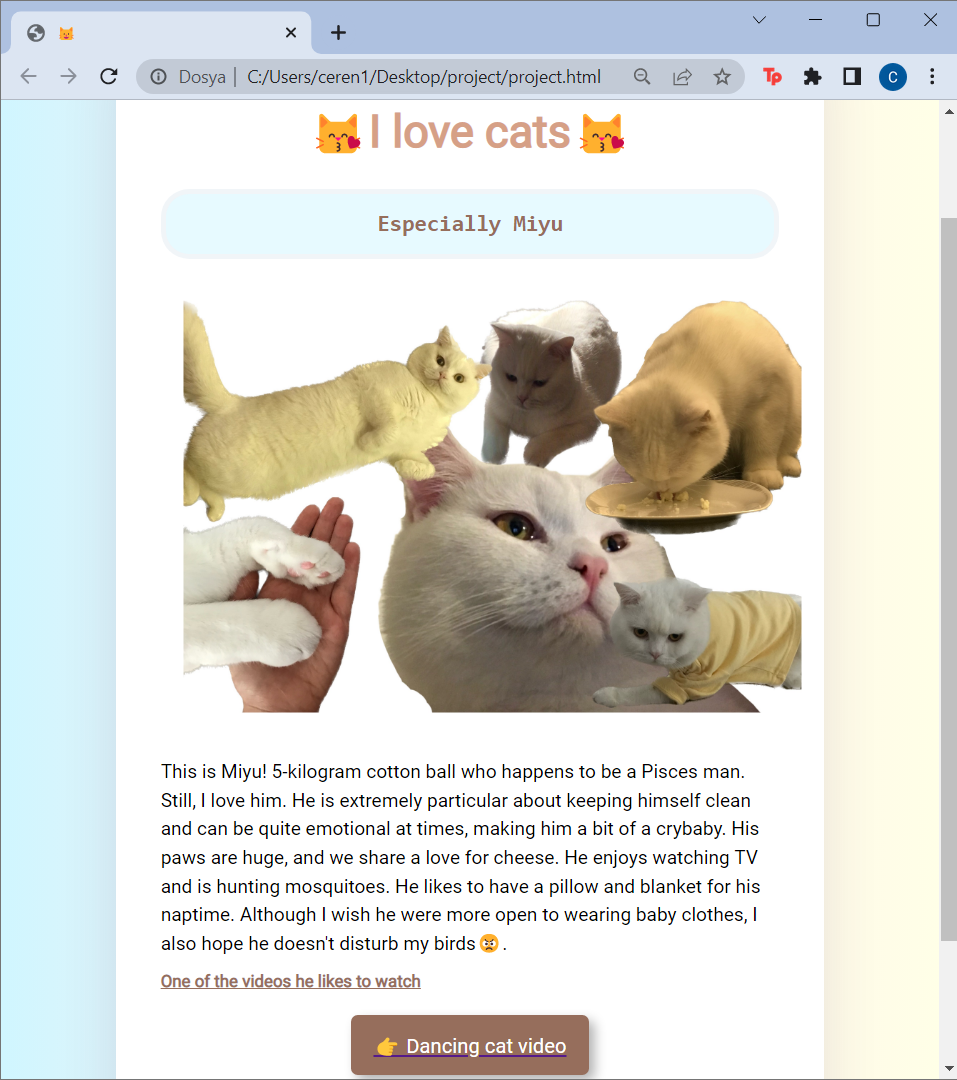 😽
Dosya | C:/Users/ceren1/Desktop/project/project.html
Tp
C
😽 I love cats 😽
Especially Miyu
This is Miyu! 5-kilogram cotton ball who happens to be a Pisces man.
Still, I love him. He is extremely particular about keeping himself clean
and can be quite emotional at times, making him a bit of a crybaby. His
paws are huge, and we share a love for cheese. He enjoys watching TV
and is hunting mosquitoes. He likes to have a pillow and blanket for his
naptime. Although I wish he were more open to wearing baby clothes, I
also hope he doesn't disturb my birds😡.
One of the videos he likes to watch
👉 Dancing cat video